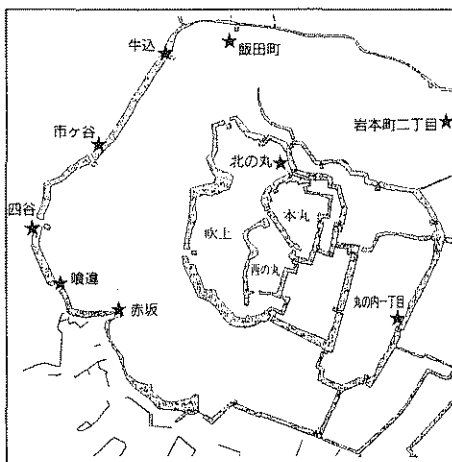 牛込
飯田町
市ヶ谷
岩本町二丁目
北の丸
四谷
本丸
吹上
西の丸
喰違
丸の内一丁目
赤坂